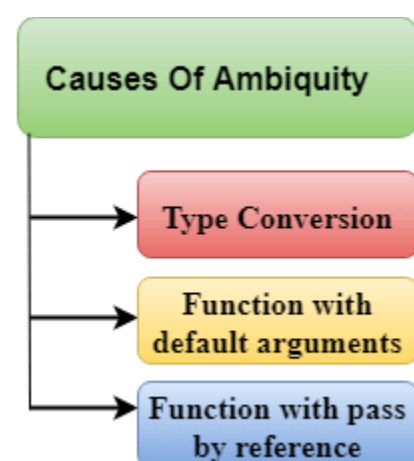 Causes Of Ambiquity
Type Conversion
Function with
default arguments
Function with pass
by reference